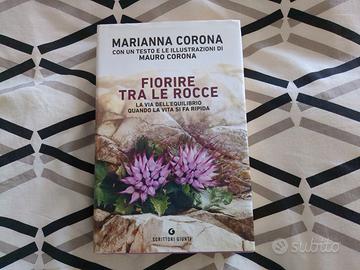 MARIANNA CORONA
CON UN TESTO E LE ILLUSTRAZIONI DI
MAURO CORONA
FIORIRE
TRA LE ROCCE
LA VIA DELL'EQUILIBRIO
QUANDO LA VITA SI FA RIPIDA
G
SCRITTORI GIUNTI
subito